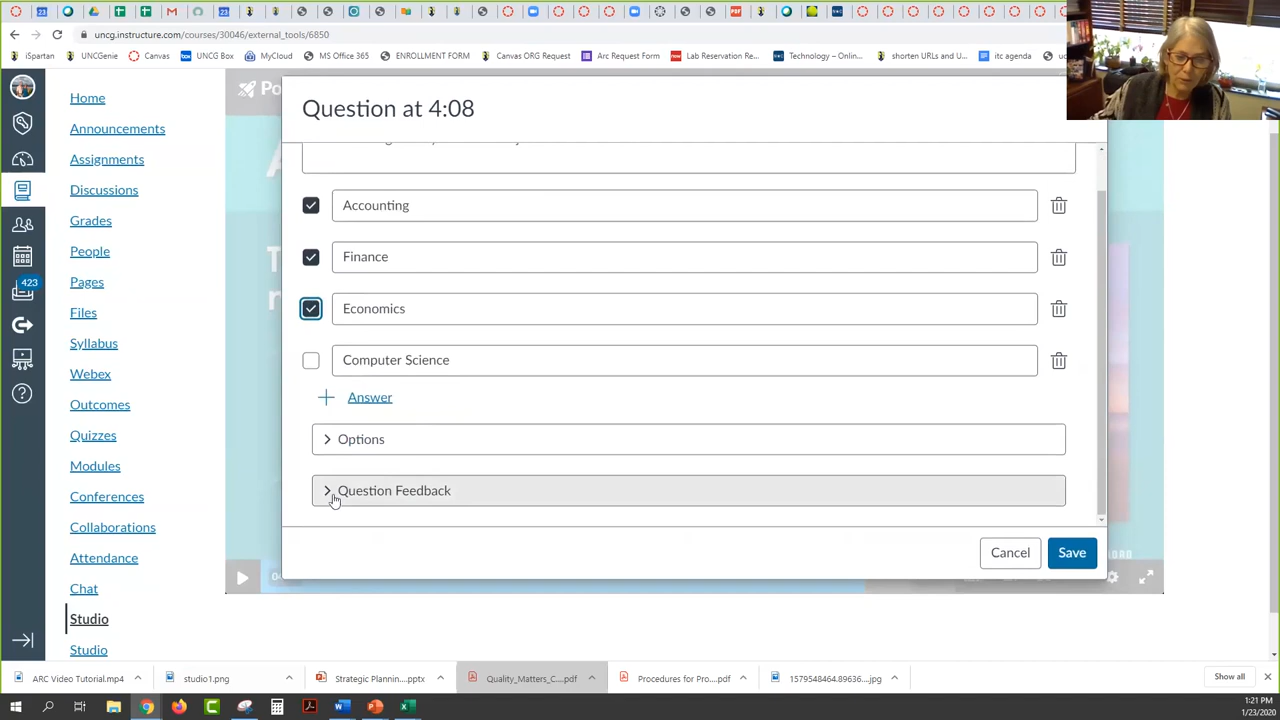 uncg.instructure.com/courses/30046/external_tools/6850
iSpartan UNCGenie Canvas UNCG Box MyCloud MS Office 365 ENROLLMENT FORM Canvas ORG Request Arc Request Form Lab Reservation Re... Technology – Onlin... shorten URLs and U... itc agenda
Question at 4:08
Home
Announcements
Assignments
Discussions
Grades
People
Pages
423
Files
Syllabus
Webex
Outcomes
Quizzes
Modules
Conferences
Collaborations
Attendance
Chat
Studio
Studio
Accounting
Finance
Economics
Computer Science
Answer
Options
Question Feedback
Cancel
Save
ARC Video Tutorial.mp4
studio1.png
Strategic Plannin....pptx
Quality_Matters_C....pdf
Procedures for Pro....pdf
1579548464.89636...jpg
Show all
1:21 PM
1/23/2020